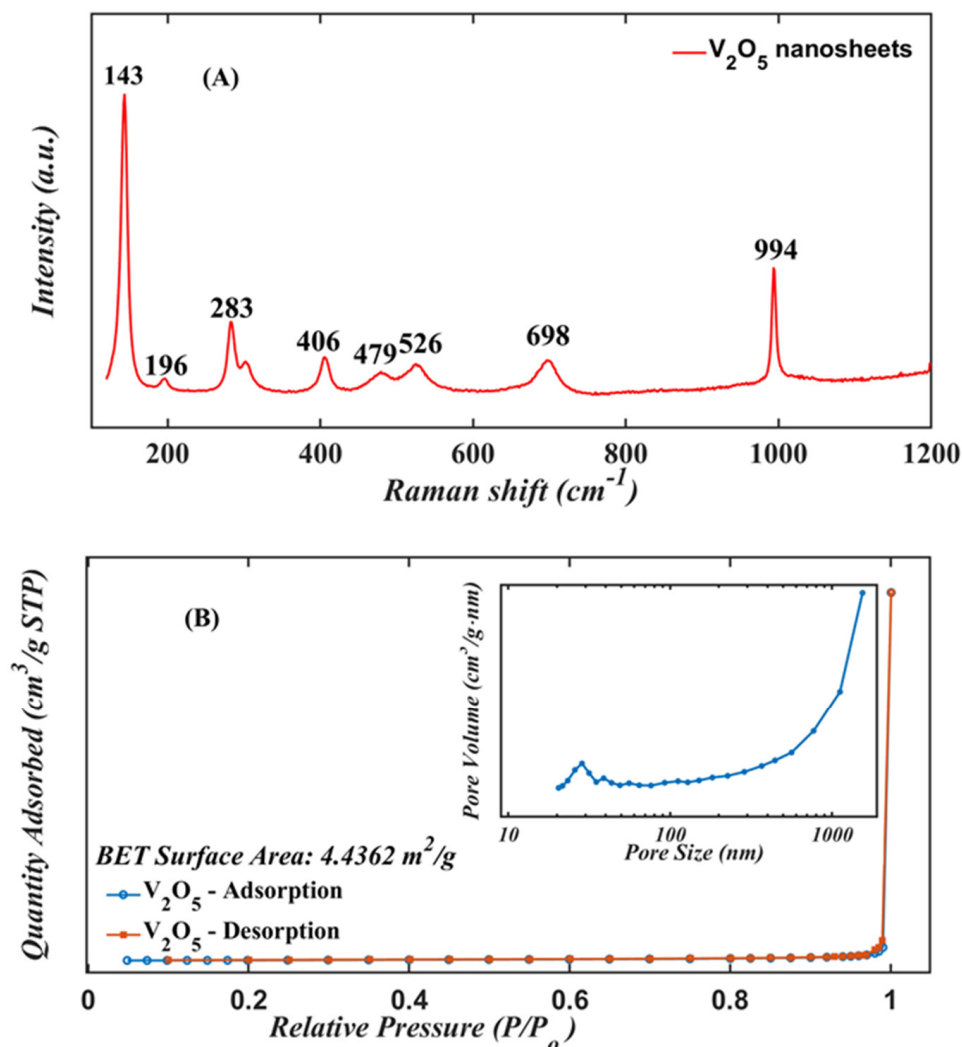 V₂O₅ nanosheets
(A)
143
196
283
406
479
526
698
994
Intensity (a.u.)
200 400 600 800 1000 1200
Raman shift (cm⁻¹)
(B)
Quantity Adsorbed (cm³/g STP)
Pore Volume (cm³/g·nm)
10 100 1000
Pore Size (nm)
BET Surface Area: 4.4362 m²/g
V₂O₅ - Adsorption
V₂O₅ - Desorption
0 0.2 0.4 0.6 0.8 1
Relative Pressure (P/Pₒ)